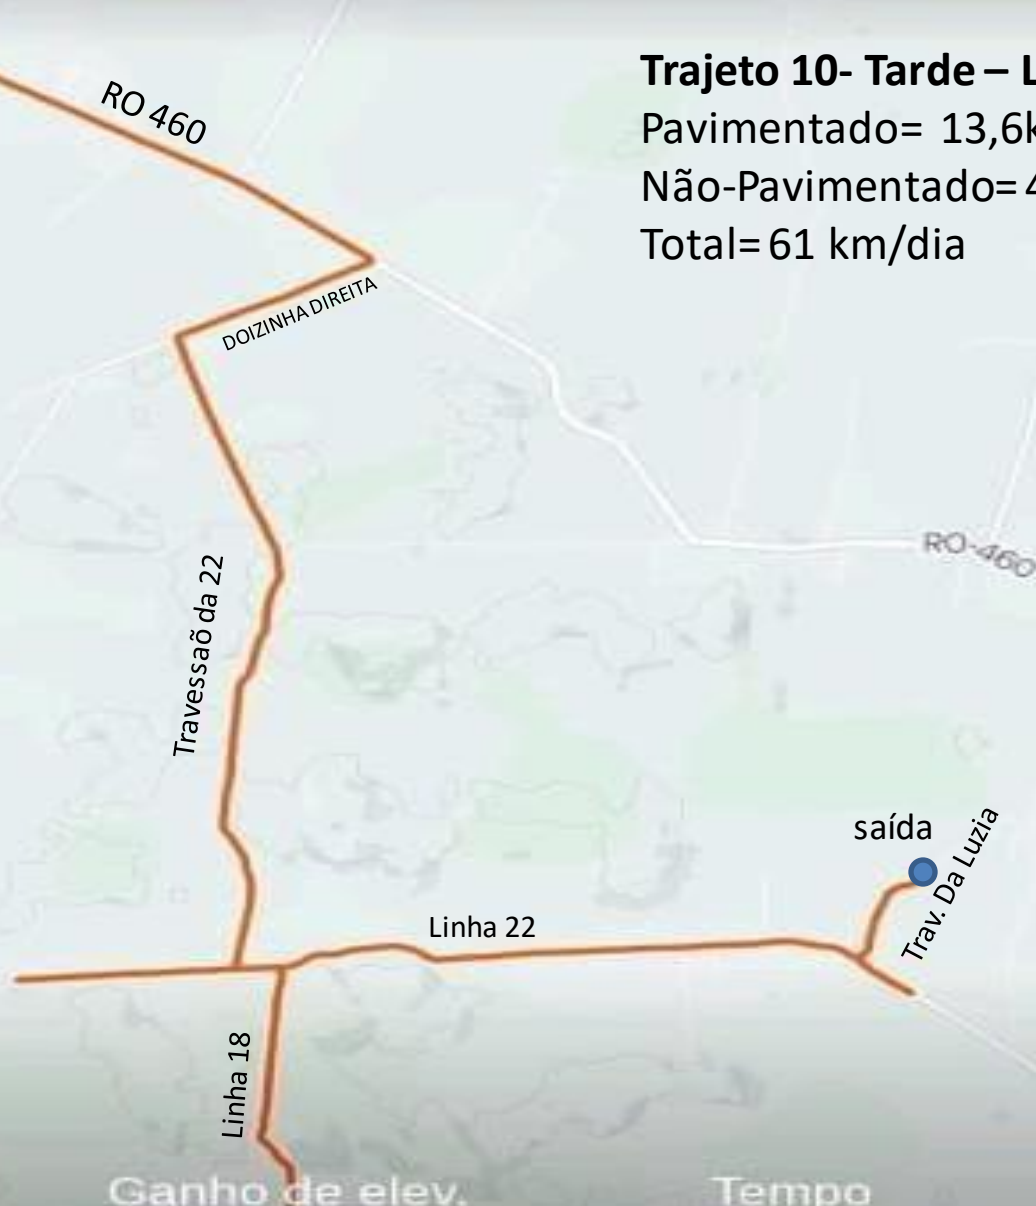 Trajeto 10- Tarde – L
Pavimentado= 13,6k
Não-Pavimentado= 4
Total= 61 km/dia
RO 460
DOIZINHA DIREITA
RO-460
Travessaõ da 22
saída
Trav. Da Luzia
Linha 22
Linha 18
Ganho de elev.
Tempo